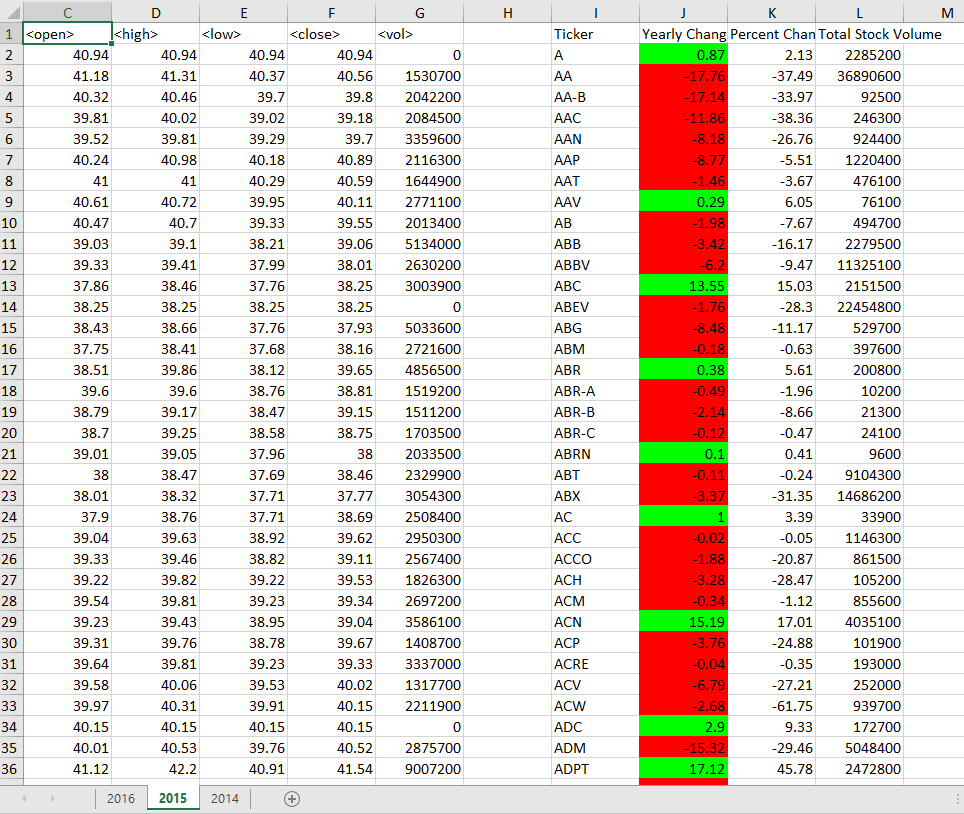 C D E F G H I J K L M
1 <open> <high> <low> <close> <vol> Ticker Yearly Chang Percent Chan Total Stock Volume
2 40.94 40.94 40.94 40.94 0 A 0.87 2.13 2285200
3 41.18 41.31 40.37 40.56 1530700 AA -17.76 -37.49 36890600
4 40.32 40.46 39.7 39.8 2042200 AA-B -17.14 -33.97 92500
5 39.81 40.02 39.02 39.18 2084500 AAC -11.86 -38.36 246300
6 39.52 39.81 39.29 39.7 3359600 AAN -8.18 -26.76 924400
7 40.24 40.98 40.18 40.89 2116300 AAP -8.77 -5.51 1220400
8 41 41 40.29 40.59 1644900 AAT -1.46 -3.67 476100
9 40.61 40.72 39.95 40.11 2771100 AAV 0.29 6.05 76100
10 40.47 40.7 39.33 39.55 2013400 AB -1.98 -7.67 494700
11 39.03 39.1 38.21 39.06 5134000 ABB -3.42 -16.17 2279500
12 39.33 39.41 37.99 38.01 2630200 ABBV -6.2 -9.47 11325100
13 37.86 38.46 37.76 38.25 3003900 ABC 13.55 15.03 2151500
14 38.25 38.25 38.25 38.25 0 ABEV -1.76 -28.3 22454800
15 38.43 38.66 37.76 37.93 5033600 ABG -8.48 -11.17 529700
16 37.75 38.41 37.68 38.16 2721600 ABM -0.18 -0.63 397600
17 38.51 39.86 38.12 39.65 4856500 ABR 0.38 5.61 200800
18 39.6 39.6 38.76 38.81 1519200 ABR-A -0.49 -1.96 10200
19 38.79 39.17 38.47 39.15 1511200 ABR-B -2.14 -8.66 21300
20 38.7 39.25 38.58 38.75 1703500 ABR-C -0.12 -0.47 24100
21 39.01 39.05 37.96 38 2033500 ABRN 0.1 0.41 9600
22 38 38.47 37.69 38.46 2329900 ABT -0.11 -0.24 9104300
23 38.01 38.32 37.71 37.77 3054300 ABX -3.37 -31.35 14686200
24 37.9 38.76 37.71 38.69 2508400 AC 1 3.39 33900
25 39.04 39.63 38.92 39.62 2950300 ACC -0.02 -0.05 1146300
26 39.33 39.46 38.82 39.11 2567400 ACCO -1.88 -20.87 861500
27 39.22 39.82 39.22 39.53 1826300 ACH -3.28 -28.47 105200
28 39.54 39.81 39.23 39.34 2697200 ACM -0.34 -1.12 855600
29 39.23 39.43 38.95 39.04 3586100 ACN 15.19 17.01 4035100
30 39.31 39.76 38.78 39.67 1408700 ACP -3.76 -24.88 101900
31 39.64 39.81 39.23 39.33 3337000 ACRE -0.04 -0.35 193000
32 39.58 40.06 39.53 40.02 1317700 ACV -6.79 -27.21 252000
33 39.97 40.31 39.91 40.15 2211900 ACW -2.68 -61.75 939700
34 40.15 40.15 40.15 40.15 0 ADC 2.9 9.33 172700
35 40.01 40.53 39.76 40.52 2875700 ADM -15.32 -29.46 5048400
36 41.12 42.2 40.91 41.54 9007200 ADPT 17.12 45.78 2472800
2016 2015 2014